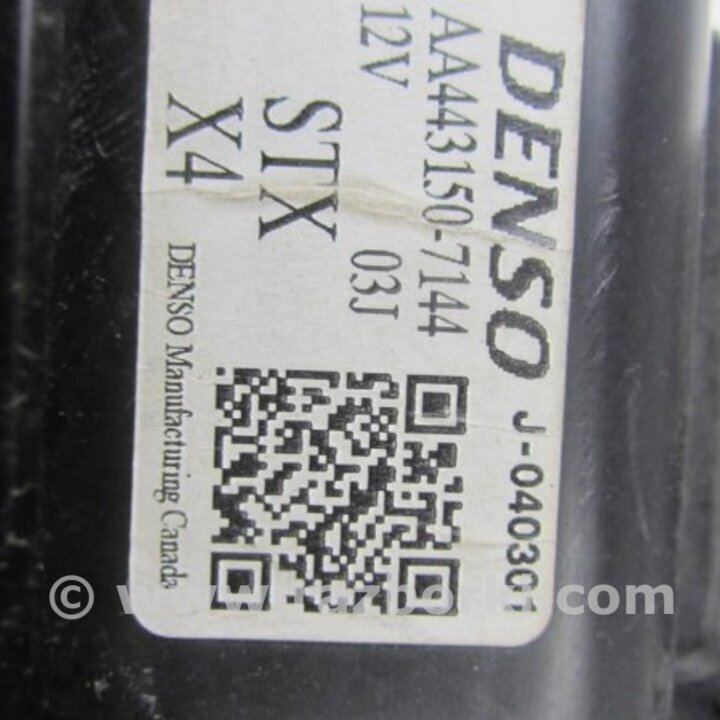 DENSO J-040301
AA443150-7144
12V 03J
STX
X4
DENSO Manufacturing Canada